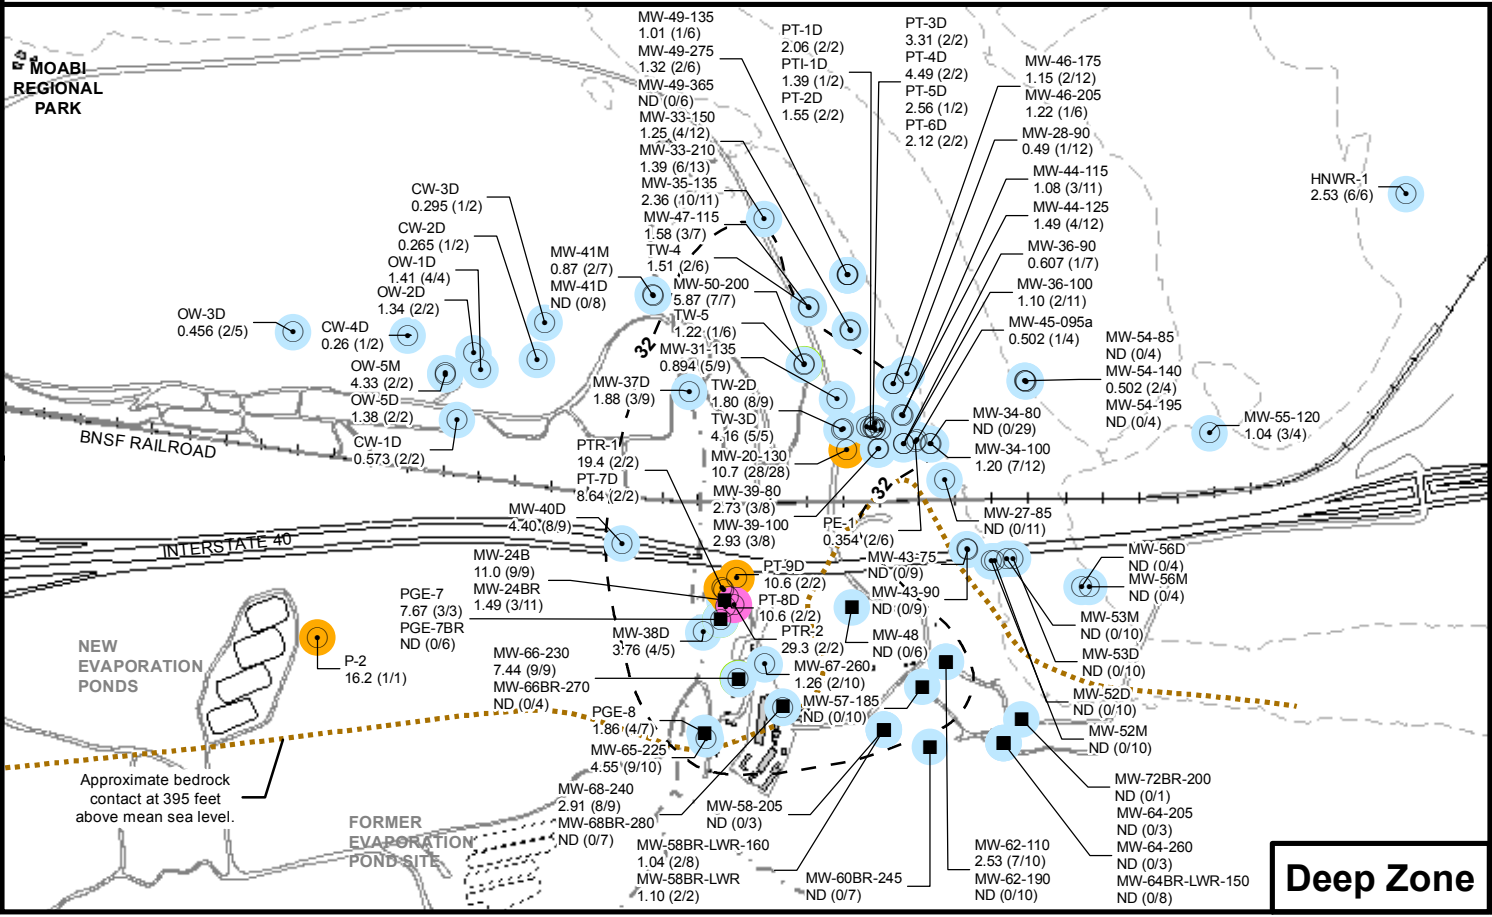 MOABI
REGIONAL
PARK
MW-49-135
1.01 (1/6)
MW-49-275
1.32 (2/6)
MW-49-365
ND (0/6)
MW-33-150
1.25 (4/12)
MW-33-210
1.39 (6/13)
MW-35-135
2.36 (10/11)
MW-47-115
1.58 (3/7)
TW-4
1.51 (2/6)
MW-50-200
5.87 (7/7)
TW-5
1.22 (1/6)
MW-31-135
0.894 (5/9)
TW-2D
1.80 (8/9)
TW-3D
4.16 (5/5)
MW-20-130
10.7 (28/28)
MW-39-80
2.73 (3/8)
MW-39-100
2.93 (3/8)
PT-1D
2.06 (2/2)
PTI-1D
1.39 (1/2)
PT-2D
1.55 (2/2)
PT-3D
3.31 (2/2)
PT-4D
4.49 (2/2)
PT-5D
2.56 (1/2)
PT-6D
2.12 (2/2)
MW-46-175
1.15 (2/12)
MW-46-205
1.22 (1/6)
MW-28-90
0.49 (1/12)
MW-44-115
1.08 (3/11)
MW-44-125
1.49 (4/12)
MW-36-90
0.607 (1/7)
MW-36-100
1.10 (2/11)
MW-45-095a
0.502 (1/4)
HNWR-1
2.53 (6/6)
MW-54-85
ND (0/4)
MW-54-140
0.502 (2/4)
MW-54-195
ND (0/4)
MW-55-120
1.04 (3/4)
MW-34-80
ND (0/29)
MW-34-100
1.20 (7/12)
MW-27-85
ND (0/11)
CW-3D
0.295 (1/2)
CW-2D
0.265 (1/2)
OW-1D
1.41 (4/4)
OW-2D
1.34 (2/2)
MW-41M
0.87 (2/7)
MW-41D
ND (0/8)
OW-3D
0.456 (2/5)
CW-4D
0.26 (1/2)
OW-5M
4.33 (2/2)
OW-5D
1.38 (2/2)
CW-1D
0.573 (2/2)
32
MW-37D
1.88 (3/9)
BNSF RAILROAD
PTR-1
19.4 (2/2)
PT-7D
8.64 (2/2)
32
MW-40D
4.40 (8/9)
INTERSTATE 40
PE-1
0.354 (2/6)
MW-43-75
ND (0/9)
MW-43-90
ND (0/9)
MW-24B
11.0 (9/9)
MW-24BR
1.49 (3/11)
PT-9D
10.6 (2/2)
PT-8D
10.6 (2/2)
PTR-2
29.3 (2/2)
PGE-7
7.67 (3/3)
PGE-7BR
ND (0/6)
MW-38D
3.76 (4/5)
MW-48
ND (0/6)
MW-56D
ND (0/4)
MW-56M
ND (0/4)
MW-53M
ND (0/10)
MW-53D
ND (0/10)
MW-52D
ND (0/10)
MW-52M
ND (0/10)
NEW
EVAPORATION
PONDS
P-2
16.2 (1/1)
MW-66-230
7.44 (9/9)
MW-66BR-270
ND (0/4)
MW-67-260
1.26 (2/10)
MW-57-185
ND (0/10)
PGE-8
1.86 (4/7)
MW-65-225
4.55 (9/10)
Approximate bedrock
contact at 395 feet
above mean sea level.
MW-68-240
2.91 (8/9)
MW-68BR-280
ND (0/7)
MW-58-205
ND (0/3)
MW-58BR-LWR-160
1.04 (2/8)
MW-58BR-LWR
1.10 (2/2)
FORMER
EVAPORATION
POND SITE
MW-60BR-245
ND (0/7)
MW-62-110
2.53 (7/10)
MW-62-190
ND (0/10)
MW-72BR-200
ND (0/1)
MW-64-205
ND (0/3)
MW-64-260
ND (0/3)
MW-64BR-LWR-150
ND (0/8)
Deep Zone